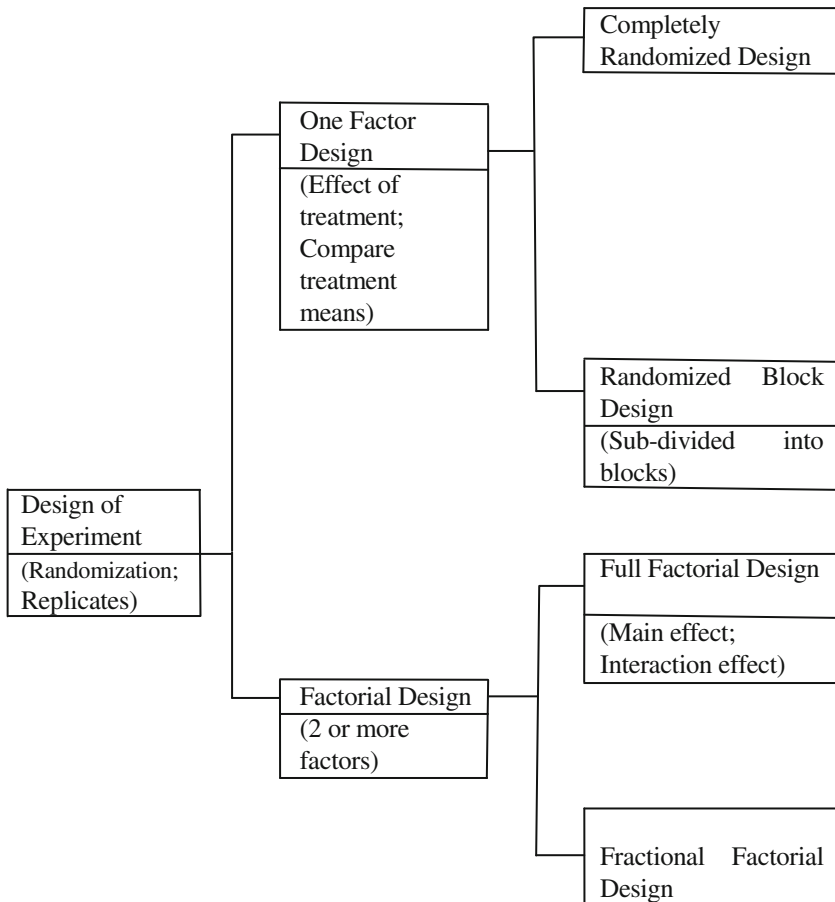 Completely
Randomized Design
One Factor
Design
(Effect of
treatment;
Compare
treatment
means)
Randomized Block
Design
(Sub-divided into
blocks)
Design of
Experiment
(Randomization;
Replicates)
Full Factorial Design
(Main effect;
Interaction effect)
Factorial Design
(2 or more
factors)
Fractional Factorial
Design